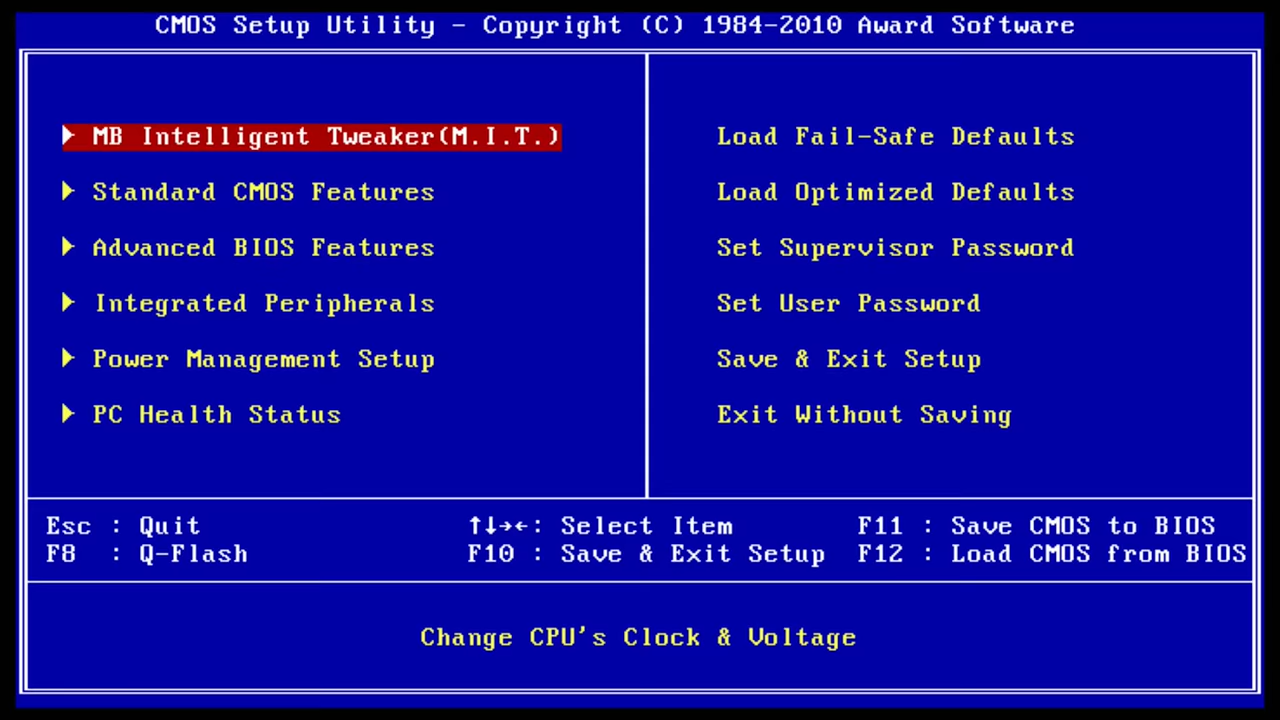 CMOS Setup Utility - Copyright (C) 1984-2010 Award Software
MB Intelligent Tweaker(M.I.T.)
Standard CMOS Features
Advanced BIOS Features
Integrated Peripherals
Power Management Setup
PC Health Status
Load Fail-Safe Defaults
Load Optimized Defaults
Set Supervisor Password
Set User Password
Save & Exit Setup
Exit Without Saving
Esc : Quit
F8 : Q-Flash
↑↓→←: Select Item
F10 : Save & Exit Setup
F11 : Save CMOS to BIOS
F12 : Load CMOS from BIOS
Change CPU's Clock & Voltage